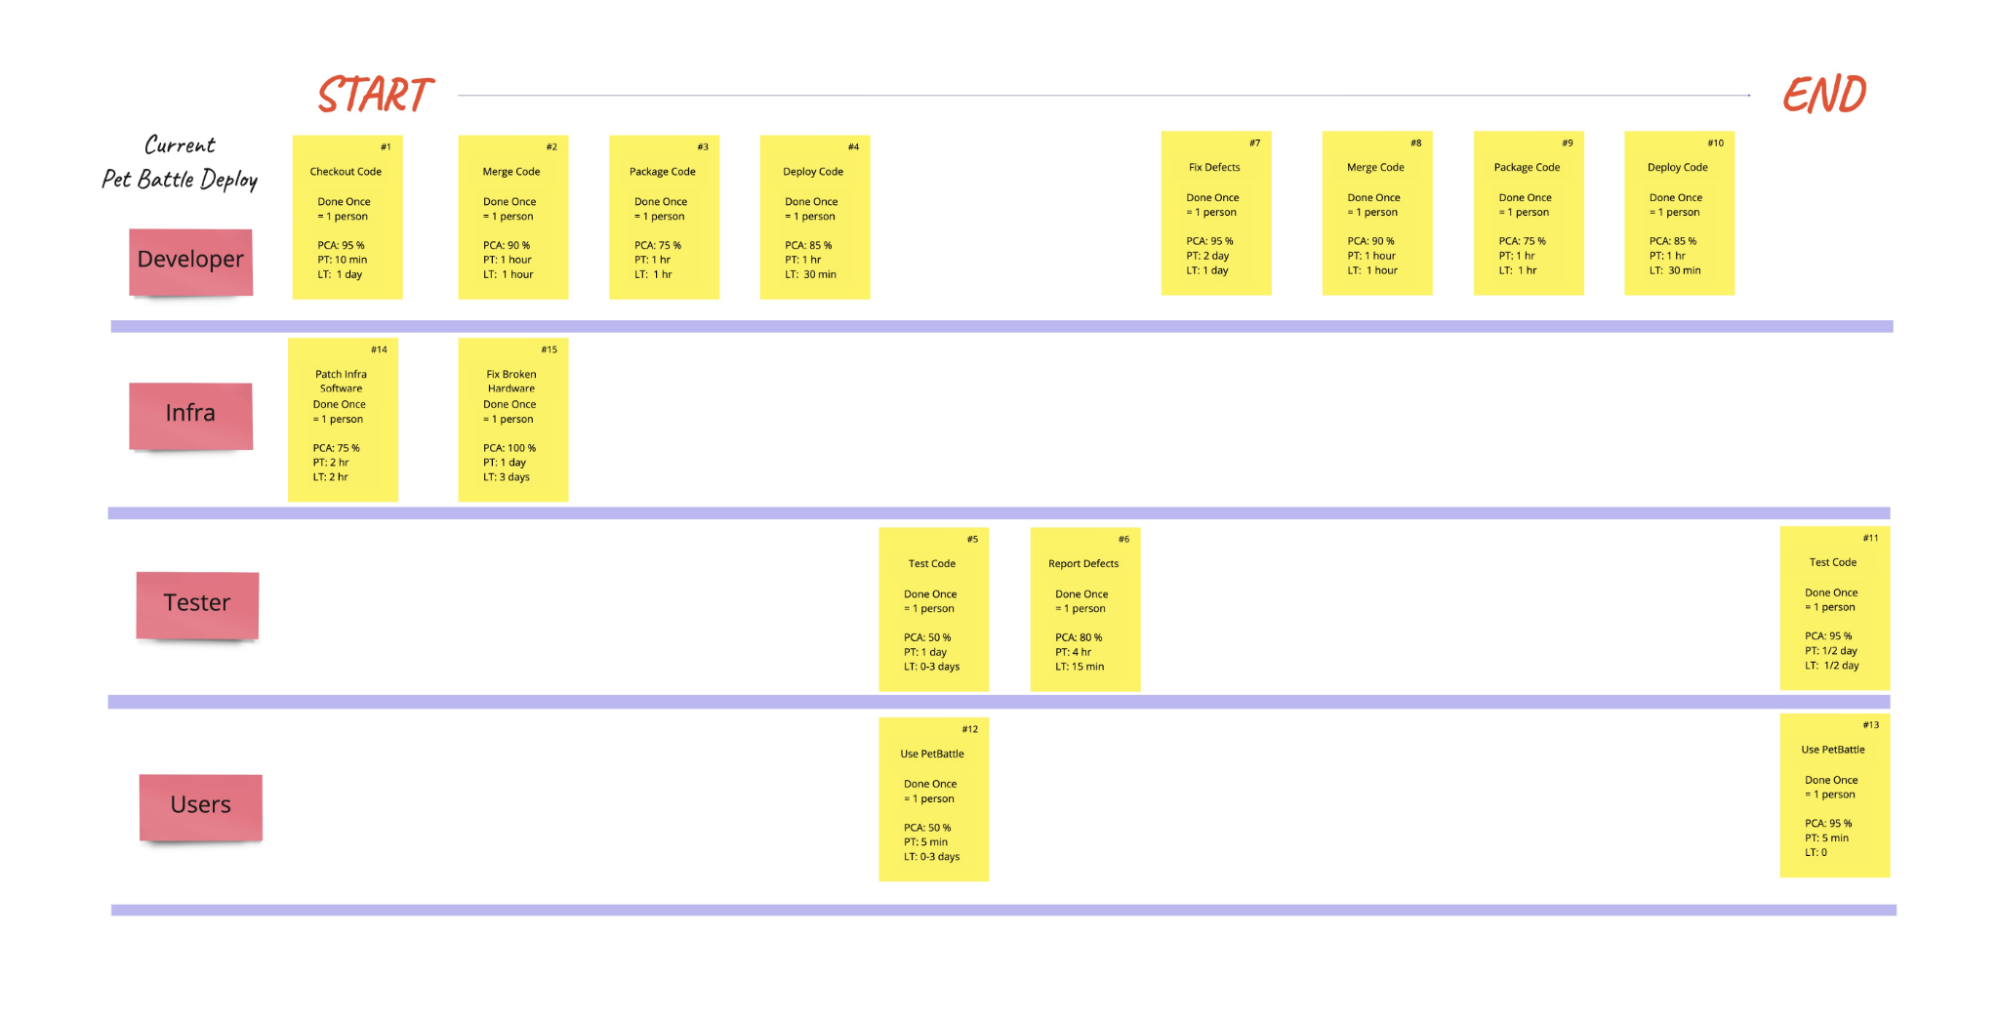 START
END
Current
Pet Battle Deploy
Developer
#1
Checkout Code
Done Once
= 1 person
PCA: 95 %
PT: 10 min
LT: 1 day
#2
Merge Code
Done Once
= 1 person
PCA: 90 %
PT: 1 hour
LT: 1 hour
#3
Package Code
Done Once
= 1 person
PCA: 75 %
PT: 1 hr
LT: 1 hr
#4
Deploy Code
Done Once
= 1 person
PCA: 85 %
PT: 1 hr
LT: 30 min
#7
Fix Defects
Done Once
= 1 person
PCA: 95 %
PT: 2 day
LT: 1 day
#8
Merge Code
Done Once
= 1 person
PCA: 90 %
PT: 1 hour
LT: 1 hour
#9
Package Code
Done Once
= 1 person
PCA: 75 %
PT: 1 hr
LT: 1 hr
#10
Deploy Code
Done Once
= 1 person
PCA: 85 %
PT: 1 hr
LT: 30 min
Infra
#14
Patch Infra
Software
Done Once
= 1 person
PCA: 75 %
PT: 2 hr
LT: 2 hr
#15
Fix Broken
Hardware
Done Once
= 1 person
PCA: 100 %
PT: 1 day
LT: 3 days
Tester
#5
Test Code
Done Once
= 1 person
PCA: 50 %
PT: 1 day
LT: 0-3 days
#6
Report Defects
Done Once
= 1 person
PCA: 80 %
PT: 4 hr
LT: 15 min
#11
Test Code
Done Once
= 1 person
PCA: 95 %
PT: 1/2 day
LT: 1/2 day
Users
#12
Use PetBattle
Done Once
= 1 person
PCA: 50 %
PT: 5 min
LT: 0-3 days
#13
Use PetBattle
Done Once
= 1 person
PCA: 95 %
PT: 5 min
LT: 0